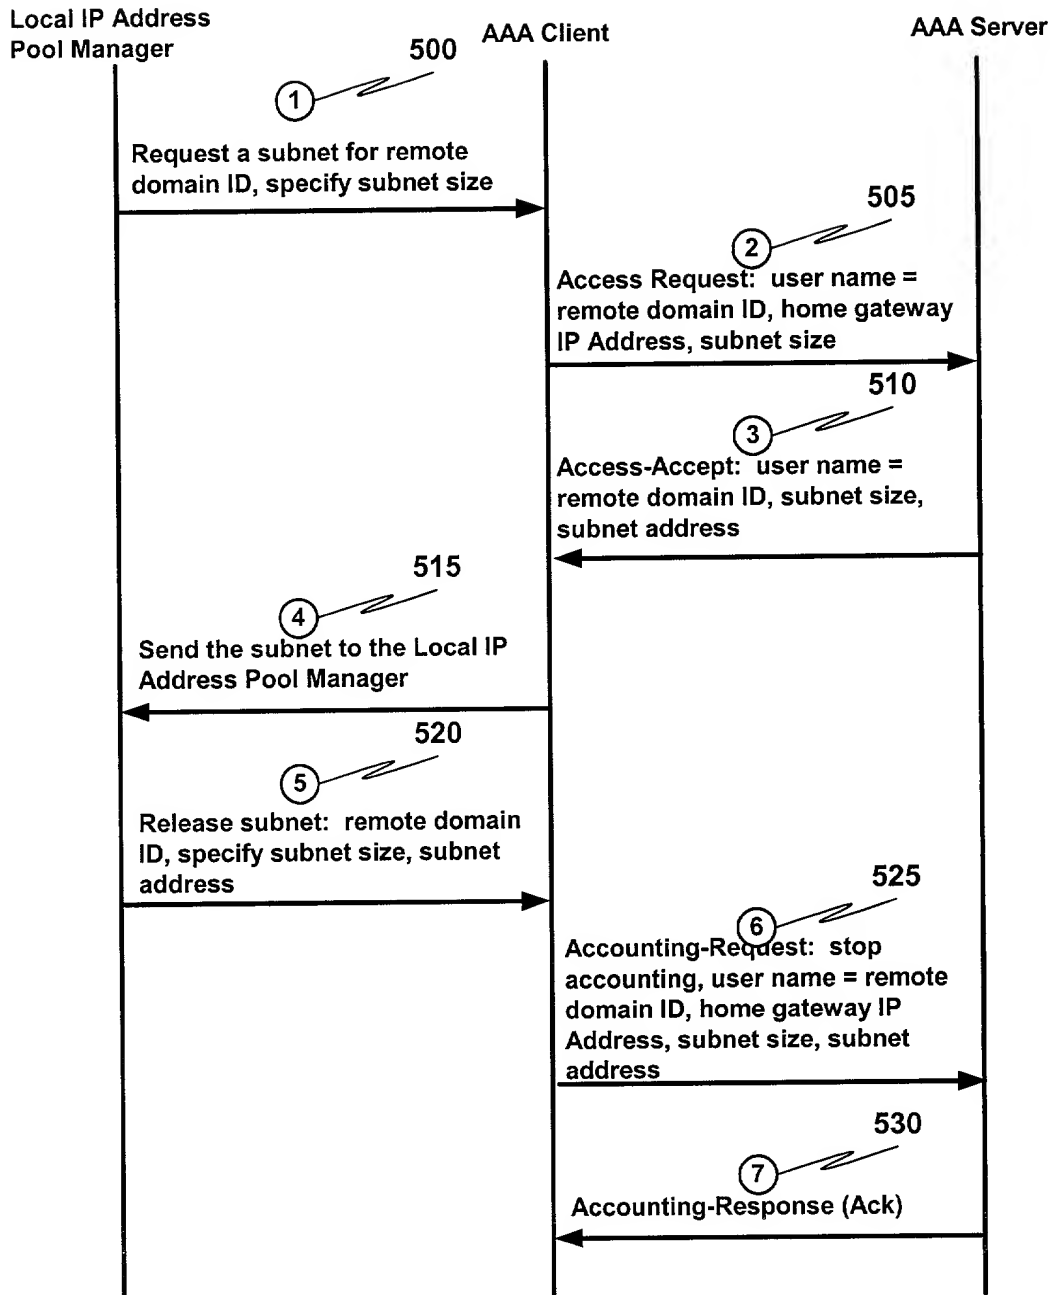 Local IP Address
Pool Manager
AAA Client
AAA Server
500
1
Request a subnet for remote
domain ID, specify subnet size
505
2
Access Request: user name =
remote domain ID, home gateway
IP Address, subnet size
510
3
Access-Accept: user name =
remote domain ID, subnet size,
subnet address
515
4
Send the subnet to the Local IP
Address Pool Manager
520
5
Release subnet: remote domain
ID, specify subnet size, subnet
address
525
6
Accounting-Request: stop
accounting, user name = remote
domain ID, home gateway IP
Address, subnet size, subnet
address
530
7
Accounting-Response (Ack)